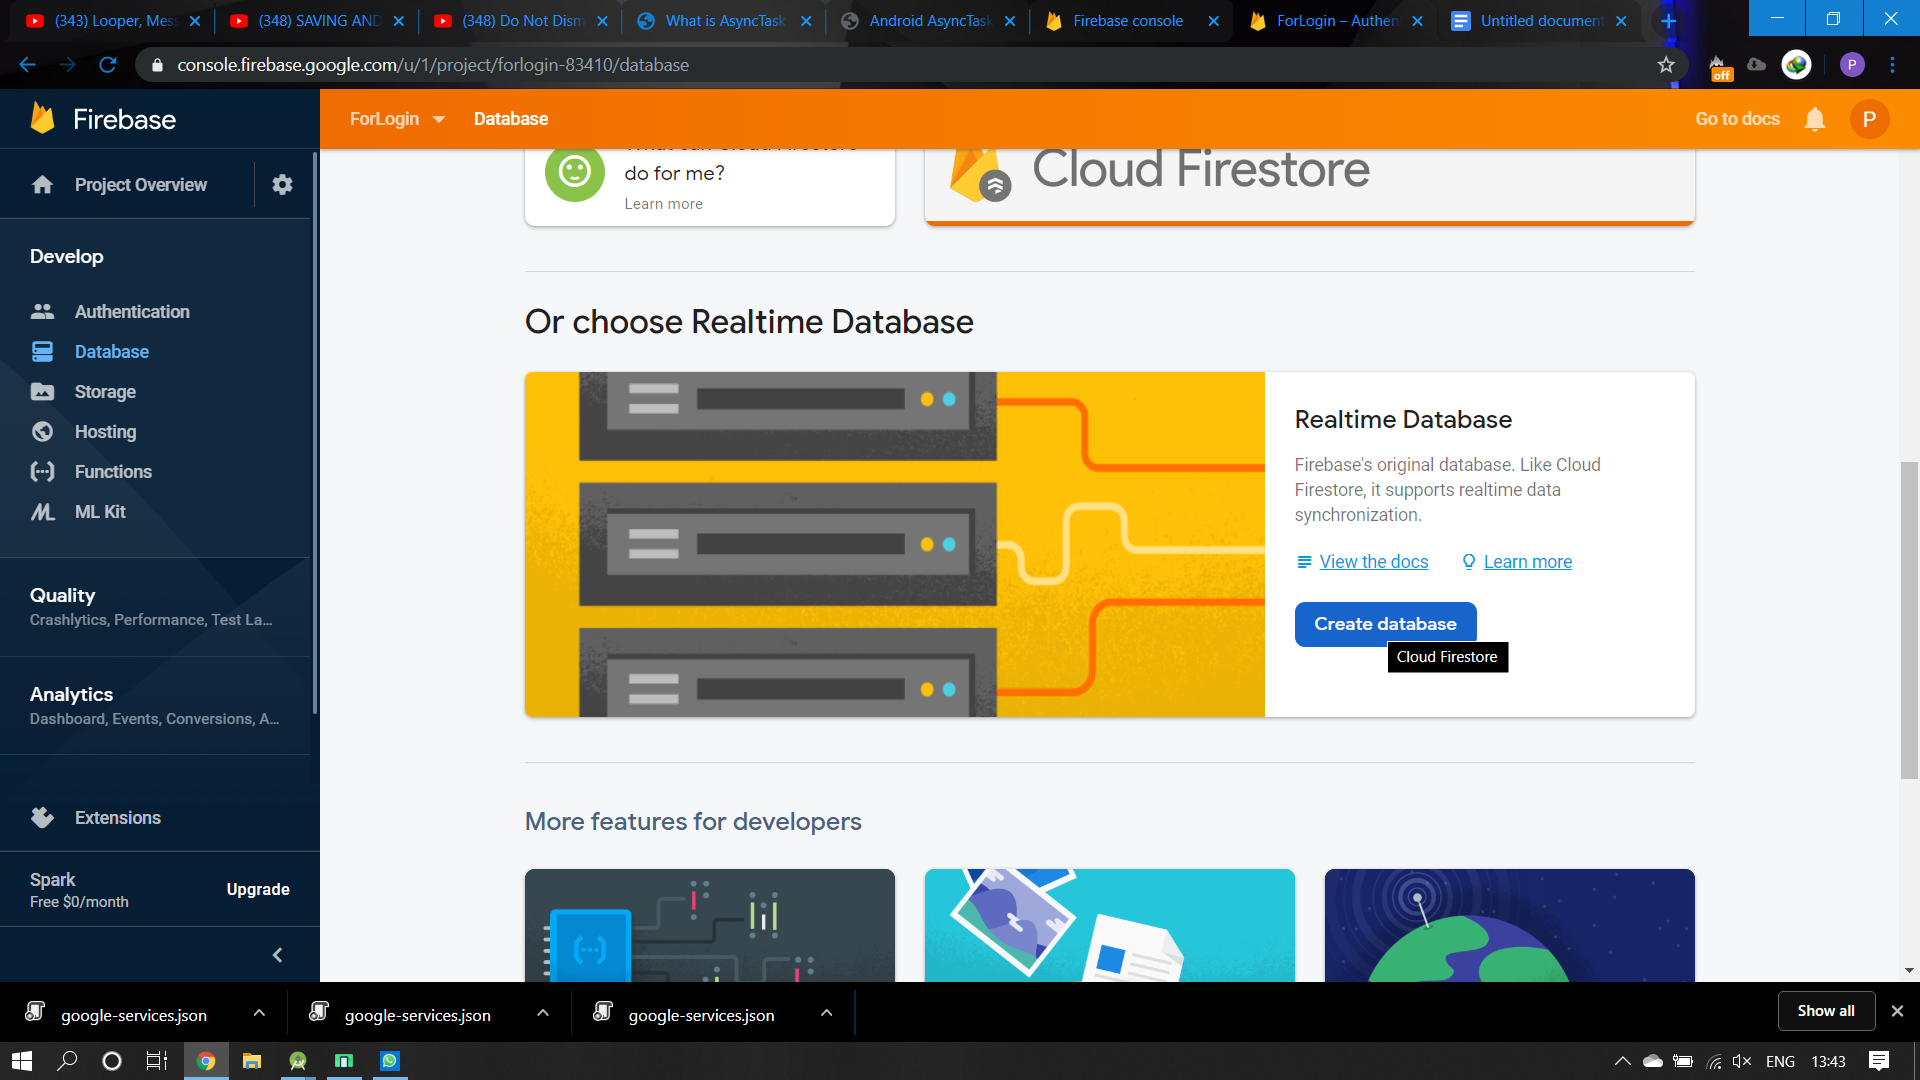 (343) Looper, Mess
(348) SAVING AND
(348) Do Not Dism
What is AsyncTask
Android AsyncTask
Firebase console
ForLogin – Authen
Untitled document
console.firebase.google.com/u/1/project/forlogin-83410/database
off
P
Firebase
ForLogin
Database
Go to docs
P
Project Overview
Develop
Authentication
Database
Storage
Hosting
Functions
ML Kit
Quality
Crashlytics, Performance, Test La...
Analytics
Dashboard, Events, Conversions, A...
Extensions
Spark
Free $0/month
Upgrade
do for me?
Learn more
Cloud Firestore
Or choose Realtime Database
Realtime Database
Firebase's original database. Like Cloud
Firestore, it supports realtime data
synchronization.
View the docs
Learn more
Create database
Cloud Firestore
More features for developers
google-services.json
google-services.json
google-services.json
Show all
ENG
13:43